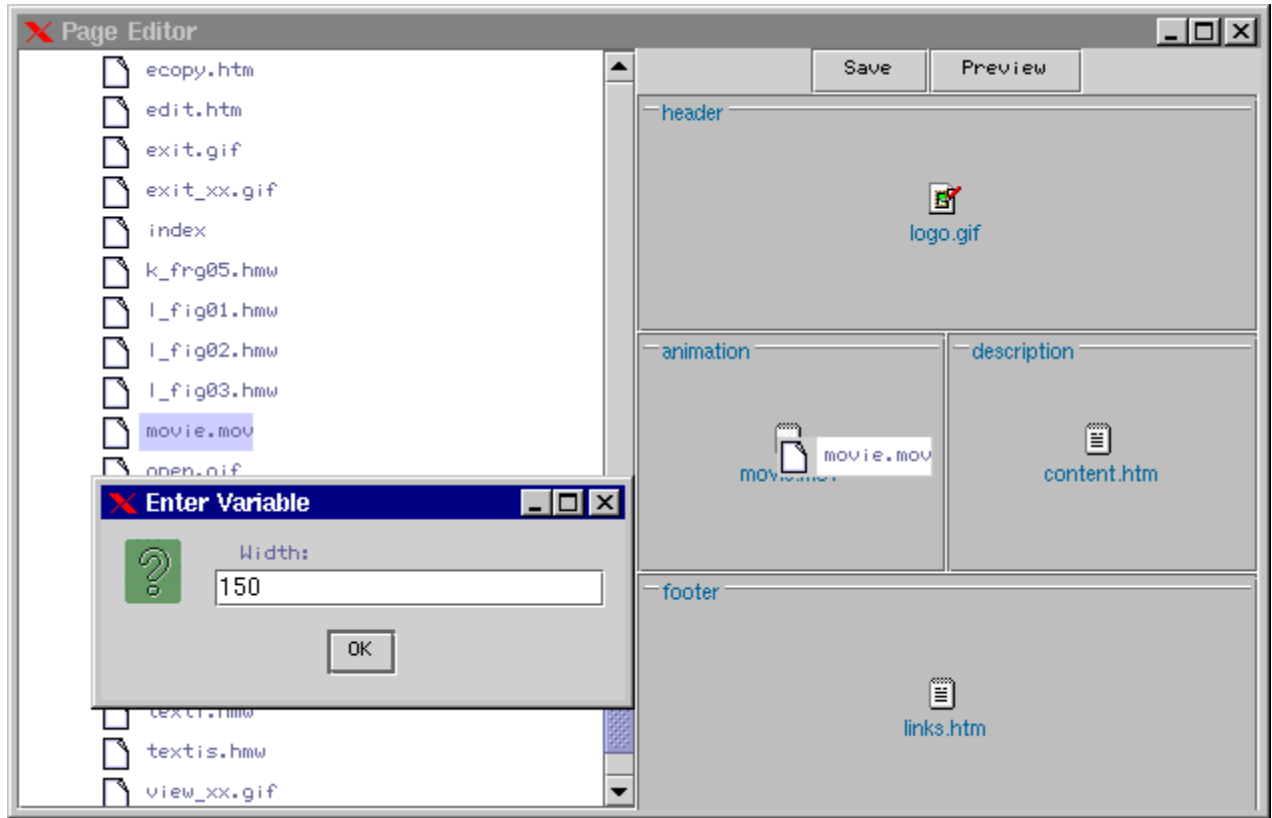 Page Editor
ecopy.htm
edit.htm
exit.gif
exit_xx.gif
index
k_frg05.hmw
l_fig01.hmw
l_fig02.hmw
l_fig03.hmw
movie.mov
open.gif
Enter Variable
Width:
150
OK
textis.hmw
view_xx.gif
Save Preview
header
logo.gif
animation
movie.mov
description
content.htm
footer
links.htm